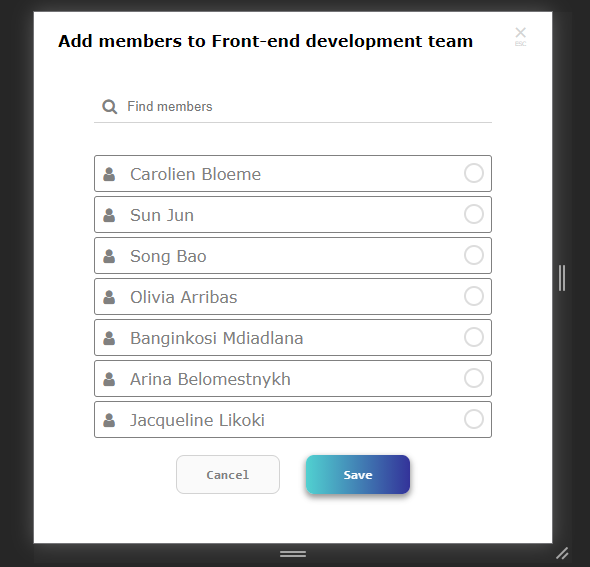 Add members to Front-end development team
ESC
Find members
Carolien Bloeme
Sun Jun
Song Bao
Olivia Arribas
Banginkosi Mdiadlana
Arina Belomestnykh
Jacqueline Likoki
Cancel
Save